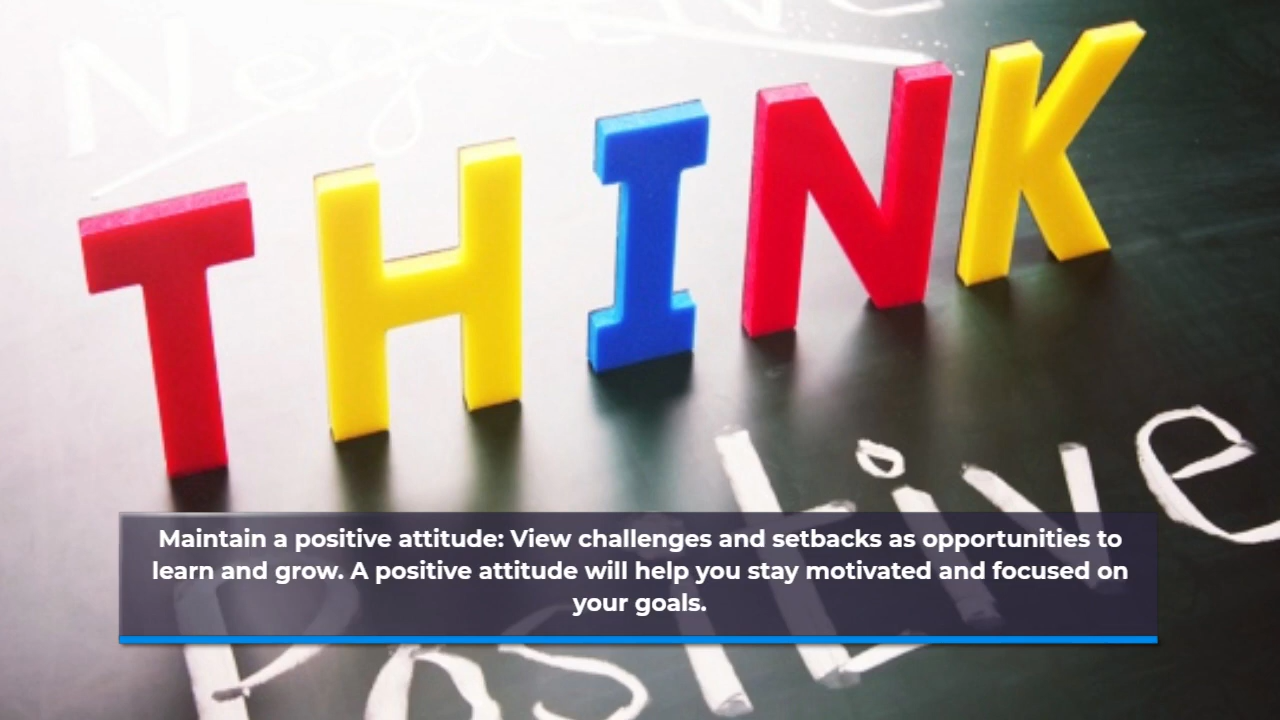 Negative
THINK
Positive
Maintain a positive attitude: View challenges and setbacks as opportunities to
learn and grow. A positive attitude will help you stay motivated and focused on
your goals.